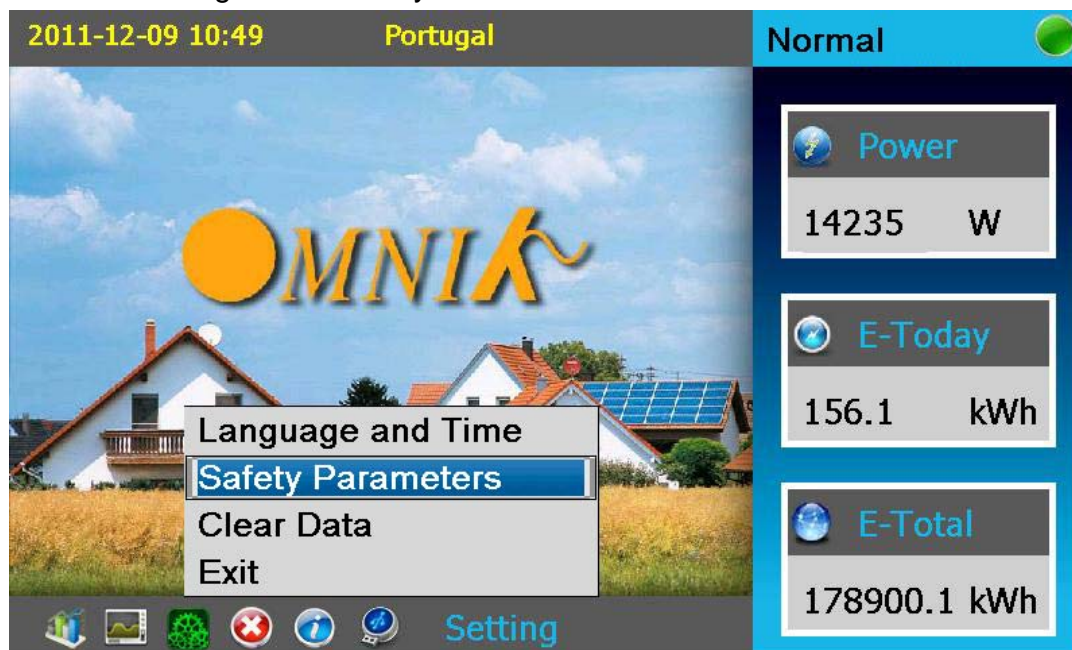 2011-12-09 10:49 Portugal
Normal
OMNIK
Power
14235 W
E-Today
156.1 kWh
E-Total
178900.1 kWh
Language and Time
Safety Parameters
Clear Data
Exit
Setting